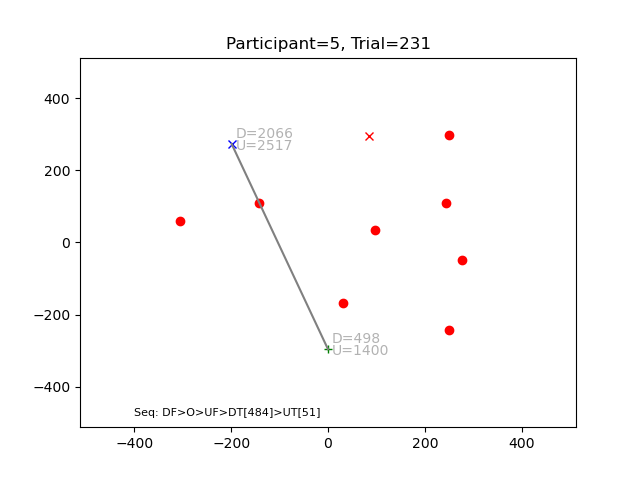 Participant=5, Trial=231
400
200
0
−200
−400
D=2066
U=2517
D=498
U=1400
Seq: DF>O>UF>DT[484]>UT[51]
−400 −200 0 200 400